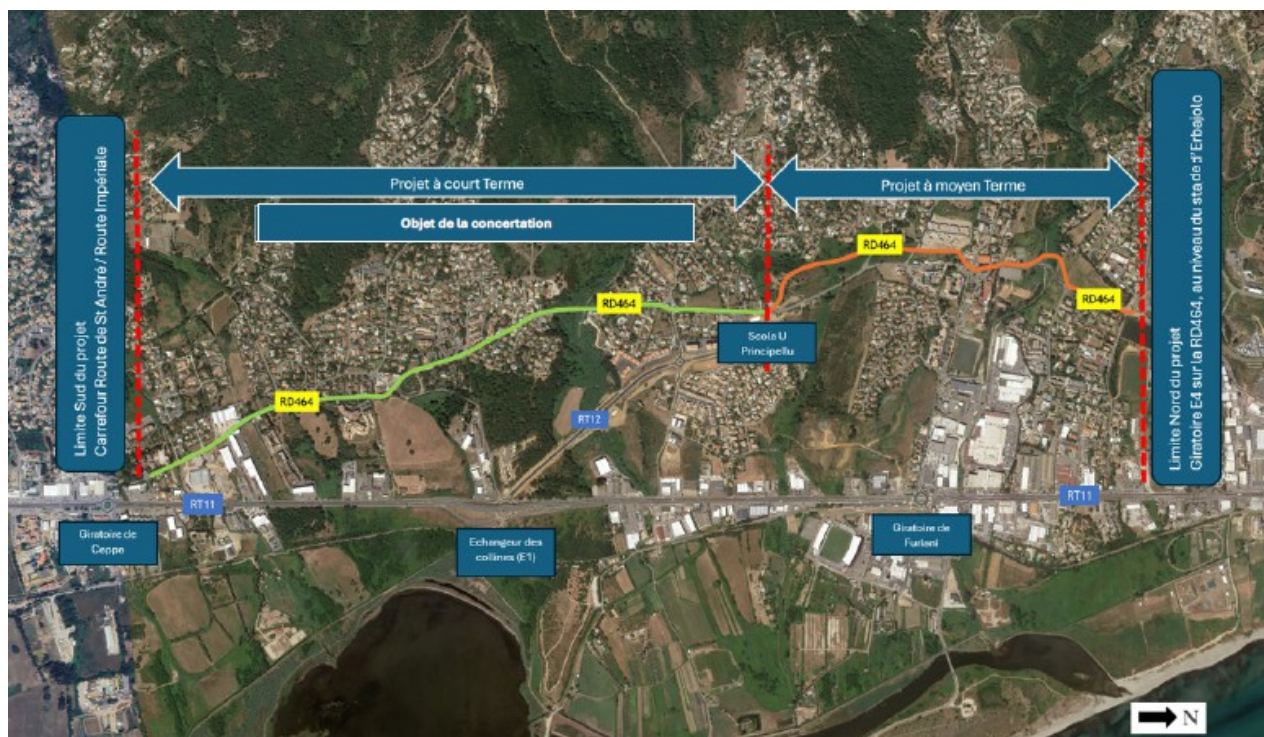 Limite Sud du projet
Carrefour Route de St André / Route Impériale
Projet à court Terme
Objet de la concertation
Projet à moyen Terme
Limite Nord du projet
Giratoire E4 sur la RD464, au niveau du stade d'Erbajolo
RD464
RD464
RD464
RD464
Scola U
Principellu
RT12
RT11
RT11
Giratoire de
Ceppe
Echangeur des
collines (E1)
Giratoire de
Furiani
N